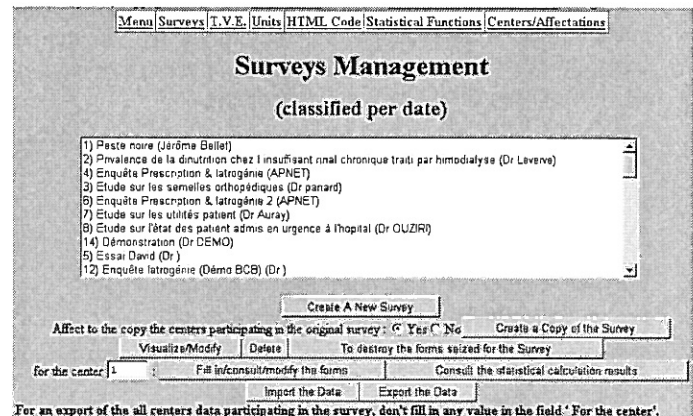 Menu Surveys T.V.E. Units HTML Code Statistical Functions Centers/Affectations
Surveys Management
(classified per date)
1) Peste noire (Jérôme Bellet)
2) Privalence de la dinutrition chez l insuffisant rinal chronique traiti par himodialyse (Dr Leverve)
4) Enquête Prescription & Iatrogénie (APNET)
3) Etude sur les semelles orthopédiques (Dr panard)
6) Enquête Prescription & Iatrogénie 2 (APNET)
7) Etude sur les utilités patient (Dr Auray)
8) Etude sur l'état des patient admis en urgence à l'hopital (Dr OUZIRI)
14) Démonstration (Dr DEMO)
5) Essai David (Dr )
12) Enquête Iatrogénie (Démo BCB) (Dr )
Create A New Survey
Affect to the copy the centers participating in the original survey : Yes No Create a Copy of the Survey
Visualize/Modify Delete To destroy the forms seized for the Survey
for the center 1 : Fill in/consult/modify the forms Consult the statistical calculation results
Import the Data Export the Data
For an export of the all centers data participating in the survey, don't fill in any value in the field ' For the center'.